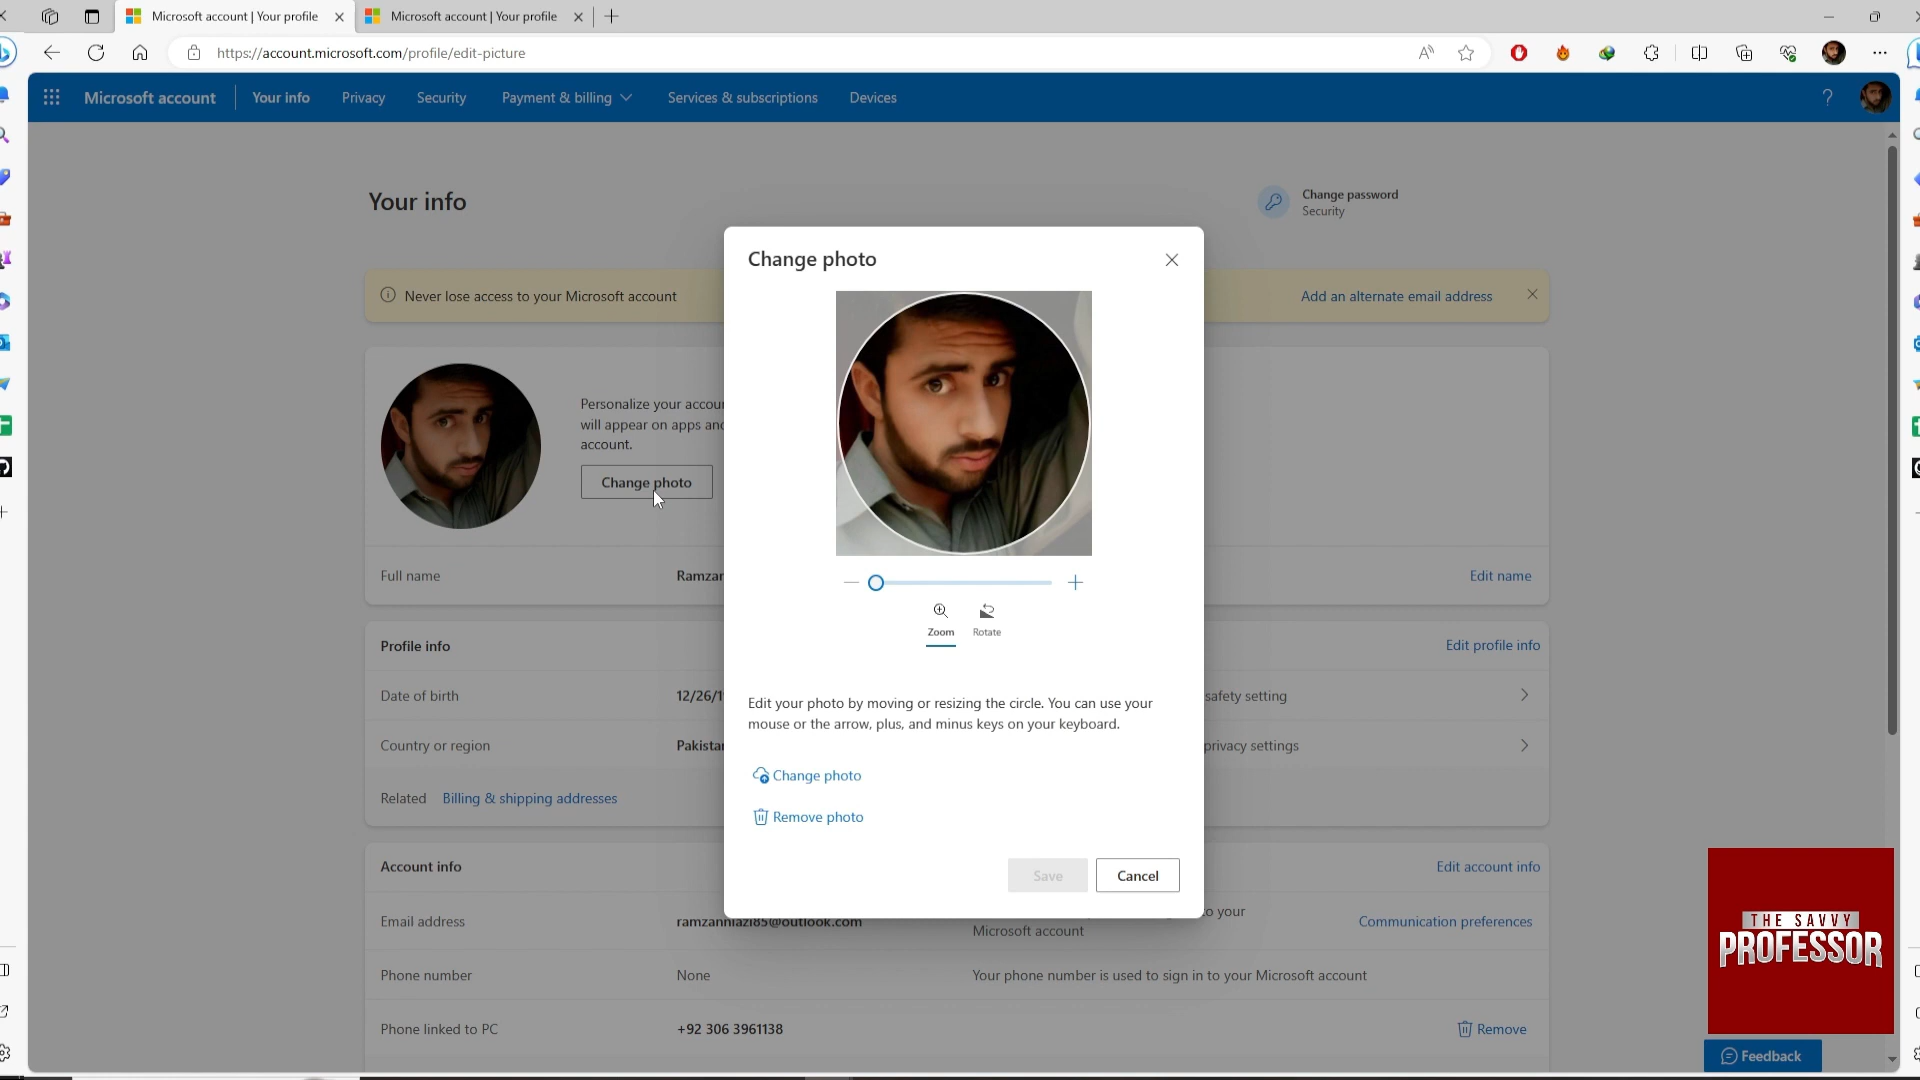 Microsoft account | Your profile
Microsoft account | Your profile
https://account.microsoft.com/profile/edit-picture
Microsoft account
Your info
Privacy
Security
Payment & billing
Services & subscriptions
Devices
?
Your info
Change password
Security
Never lose access to your Microsoft account
Add an alternate email address
Personalize your
will appear on apps
account.
Change photo
Full name
Edit name
Profile info
Edit profile info
Date of birth
12/26/
safety setting
Country or region
privacy settings
Related
Billing & shipping addresses
Account info
Edit account info
Email address
ramzanniazi85@outlook.com
to your
Microsoft account
Communication preferences
Phone number
None
Your phone number is used to sign in to your Microsoft account
Phone linked to PC
+92 306 3961138
Remove
Change photo
Zoom
Rotate
Edit your photo by moving or resizing the circle. You can use your
mouse or the arrow, plus, and minus keys on your keyboard.
Change photo
Remove photo
Save
Cancel
THE SAVVY
PROFESSOR
Feedback